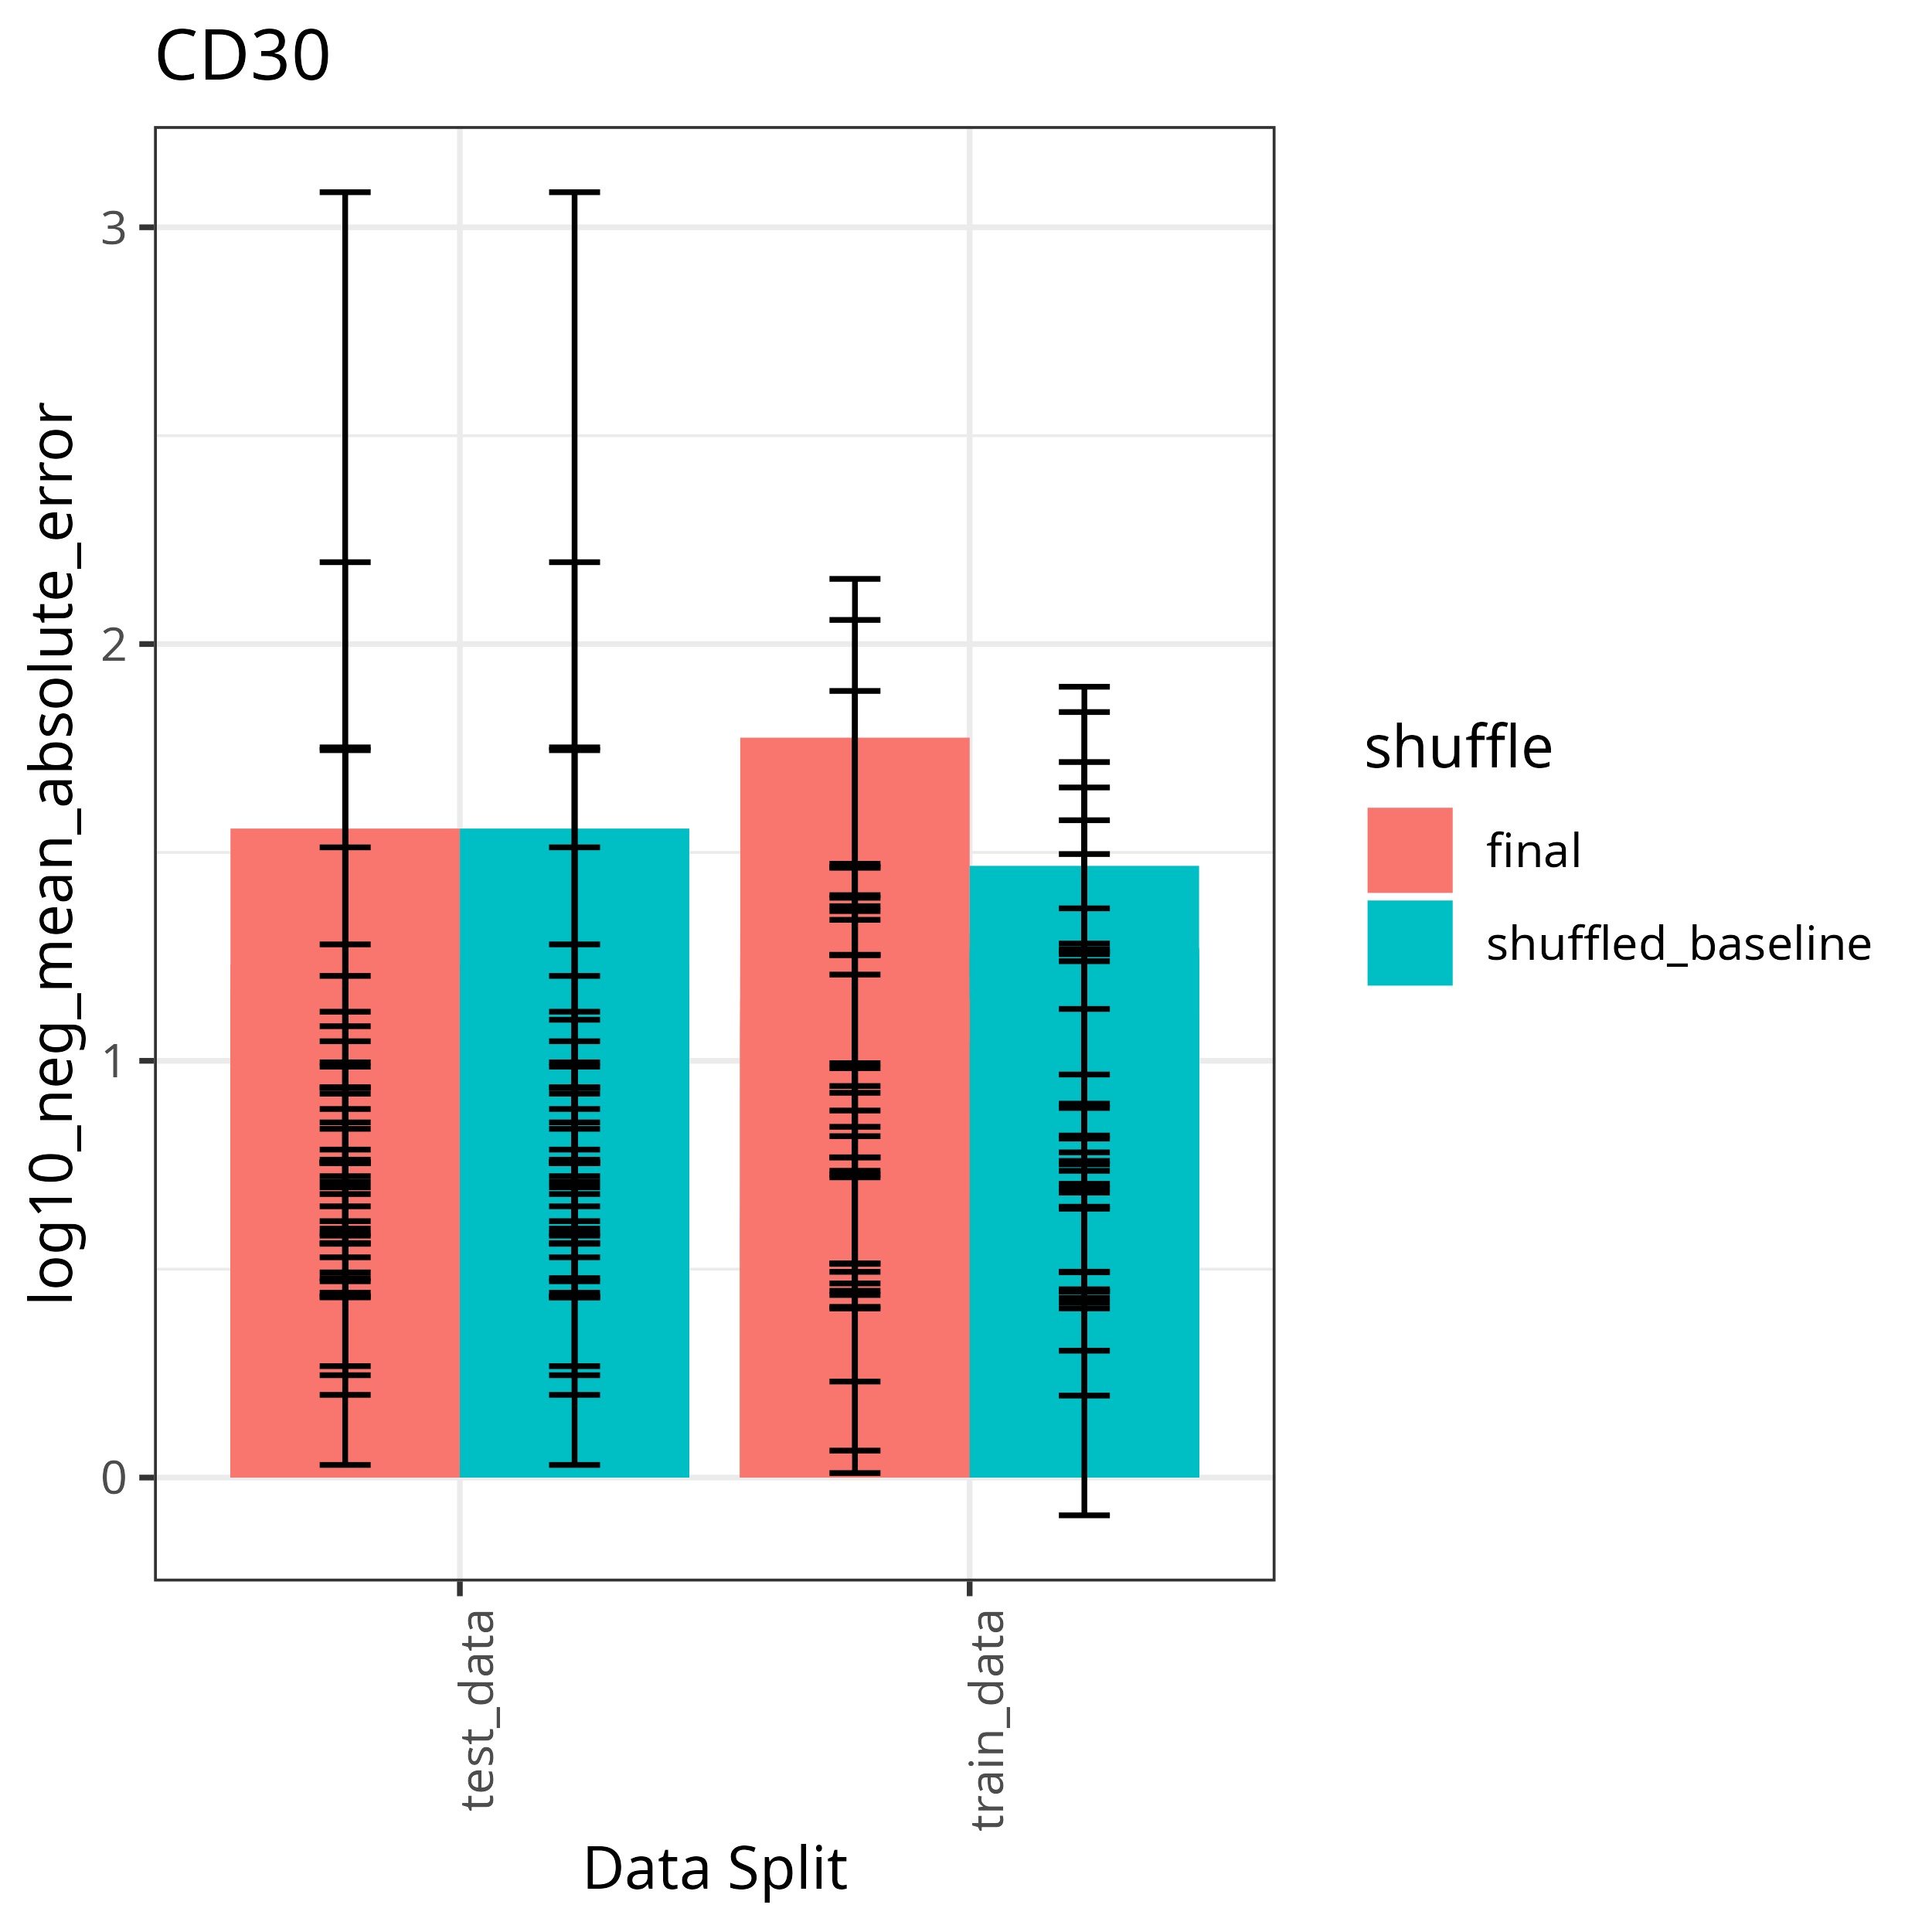 CD30
log10_neg_mean_absolute_error
3
2
1
0
test_data
train_data
Data Split
shuffle
final
shuffled_baseline